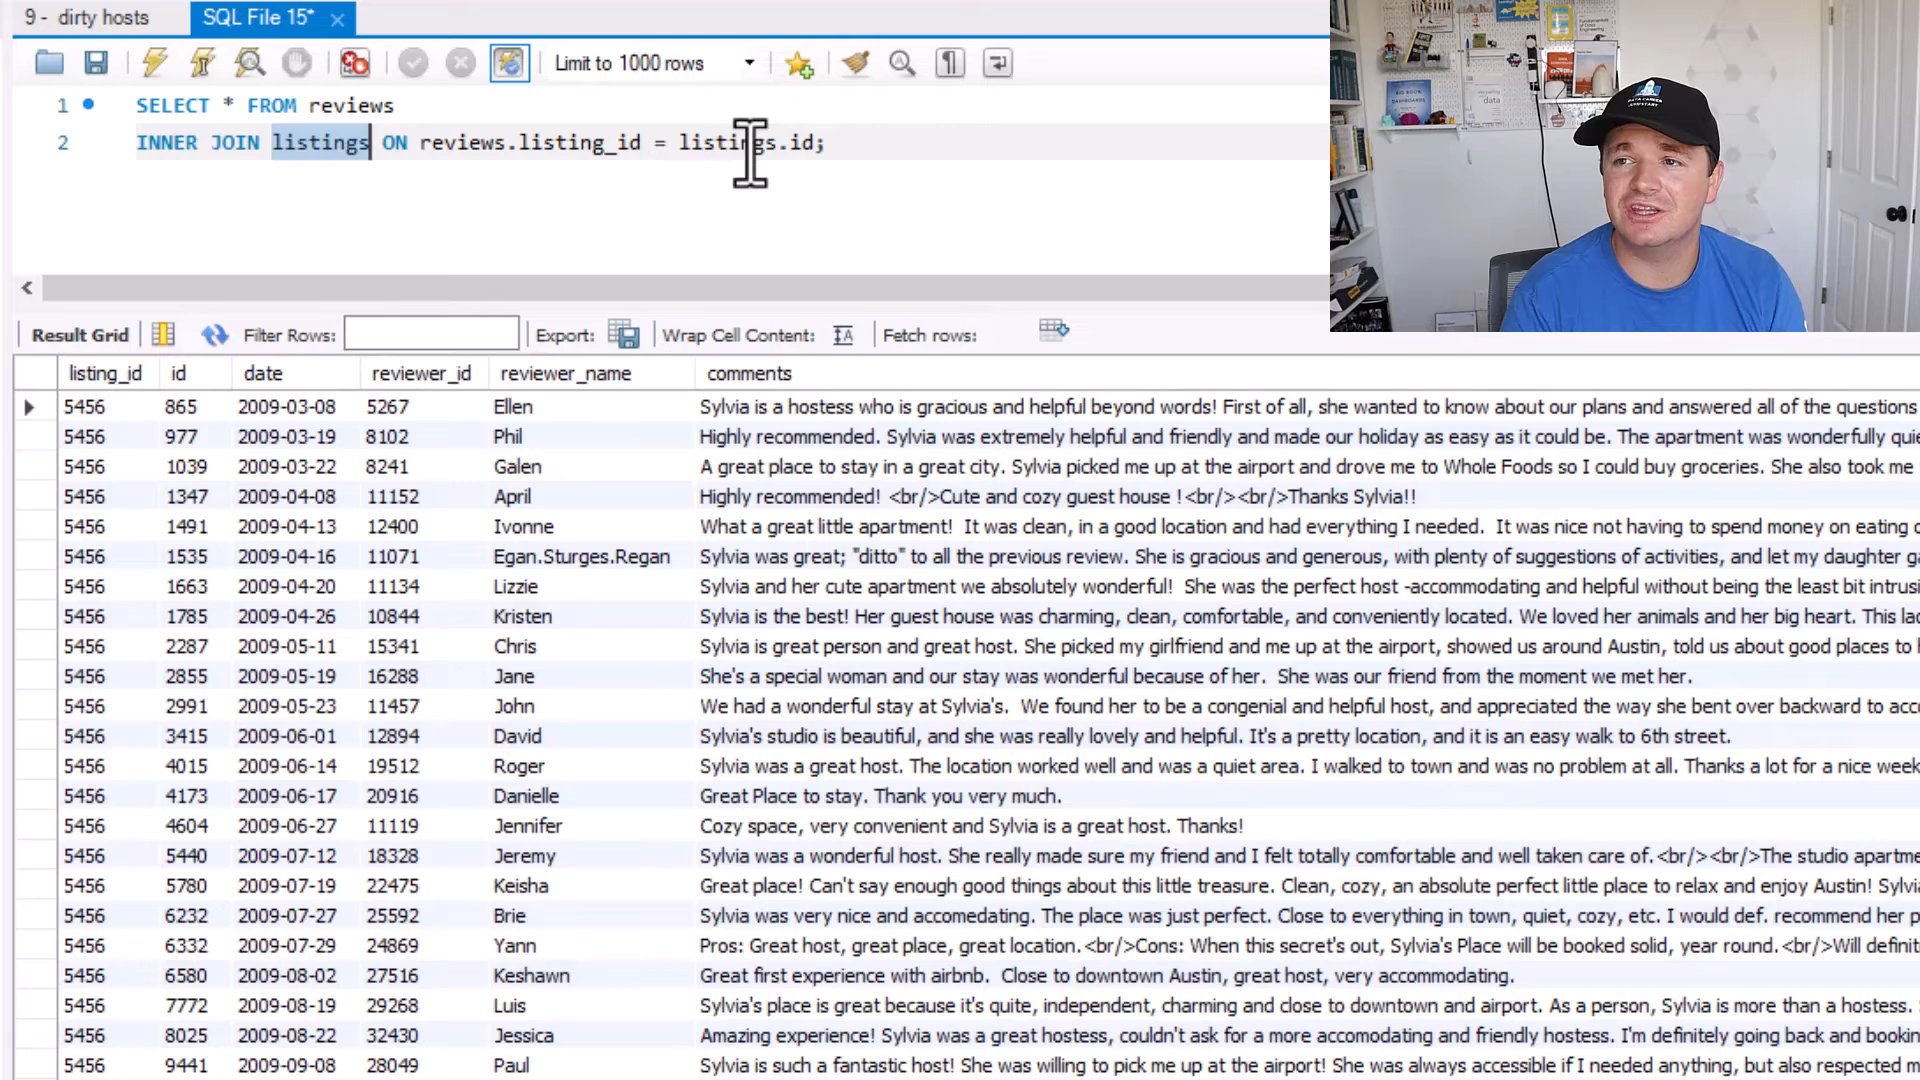 9 - dirty hosts
SQL File 15*
Limit to 1000 rows
1 SELECT * FROM reviews
2 INNER JOIN listings ON reviews.listing_id = listings.id;
Result Grid Filter Rows: Export: Wrap Cell Content: Fetch rows:
listing_id id date reviewer_id reviewer_name comments
5456 865 2009-03-08 5267 Ellen Sylvia is a hostess who is gracious and helpful beyond words! First of all, she wanted to know about our plans and answered all of the questions
5456 977 2009-03-19 8102 Phil Highly recommended. Sylvia was extremely helpful and friendly and made our holiday as easy as it could be. The apartment was wonderfully quie
5456 1039 2009-03-22 8241 Galen A great place to stay in a great city. Sylvia picked me up at the airport and drove me to Whole Foods so I could buy groceries. She also took me
5456 1347 2009-04-08 11152 April Highly recommended! <br/>Cute and cozy guest house !<br/><br/>Thanks Sylvia!!
5456 1491 2009-04-13 12400 Ivonne What a great little apartment! It was clean, in a good location and had everything I needed. It was nice not having to spend money on eating
5456 1535 2009-04-16 11071 Egan.Sturges.Regan Sylvia was great; "ditto" to all the previous review. She is gracious and generous, with plenty of suggestions of activities, and let my daughter ga
5456 1663 2009-04-20 11134 Lizzie Sylvia and her cute apartment we absolutely wonderful! She was the perfect host -accommodating and helpful without being the least bit intrusi
5456 1785 2009-04-26 10844 Kristen Sylvia is the best! Her guest house was charming, clean, comfortable, and conveniently located. We loved her animals and her big heart. This lac
5456 2287 2009-05-11 15341 Chris Sylvia is great person and great host. She picked my girlfriend and me up at the airport, showed us around Austin, told us about good places to
5456 2855 2009-05-19 16288 Jane She's a special woman and our stay was wonderful because of her. She was our friend from the moment we met her.
5456 2991 2009-05-23 11457 John We had a wonderful stay at Sylvia's. We found her to be a congenial and helpful host, and appreciated the way she bent over backward to acco
5456 3415 2009-06-01 12894 David Sylvia's studio is beautiful, and she was really lovely and helpful. It's a pretty location, and it is an easy walk to 6th street.
5456 4015 2009-06-14 19512 Roger Sylvia was a great host. The location worked well and was a quiet area. I walked to town and was no problem at all. Thanks a lot for a nice week
5456 4173 2009-06-17 20916 Danielle Great Place to stay. Thank you very much.
5456 4604 2009-06-27 11119 Jennifer Cozy space, very convenient and Sylvia is a great host. Thanks!
5456 5440 2009-07-12 18328 Jeremy Sylvia was a wonderful host. She really made sure my friend and I felt totally comfortable and well taken care of.<br/><br/>The studio apartme
5456 5780 2009-07-19 22475 Keisha Great place! Can't say enough good things about this little treasure. Clean, cozy, an absolute perfect little place to relax and enjoy Austin! Sylvi
5456 6232 2009-07-27 25592 Brie Sylvia was very nice and accomedating. The place was just perfect. Close to everything in town, quiet, cozy, etc. I would def. recommend her p
5456 6332 2009-07-29 24869 Yann Pros: Great host, great place, great location.<br/>Cons: When this secret's out, Sylvia's Place will be booked solid, year round.<br/>Will definit
5456 6580 2009-08-02 27516 Keshawn Great first experience with airbnb. Close to downtown Austin, great host, very accommodating.
5456 7772 2009-08-19 29268 Luis Sylvia's place is great because it's quite, independent, charming and close to downtown and airport. As a person, Sylvia is more than a hostess.
5456 8025 2009-08-22 32430 Jessica Amazing experience! Sylvia was a great hostess, couldn't ask for a more accomodating and friendly hostess. I'm definitely going back and bookin
5456 9441 2009-09-08 28049 Paul Sylvia is such a fantastic host! She was willing to pick me up at the airport! She was always accessible if I needed anything, but also respected m
DATA CAREER
JUMPSTART
BIG BOOK
DASHBOARDS
data
Fundamentals